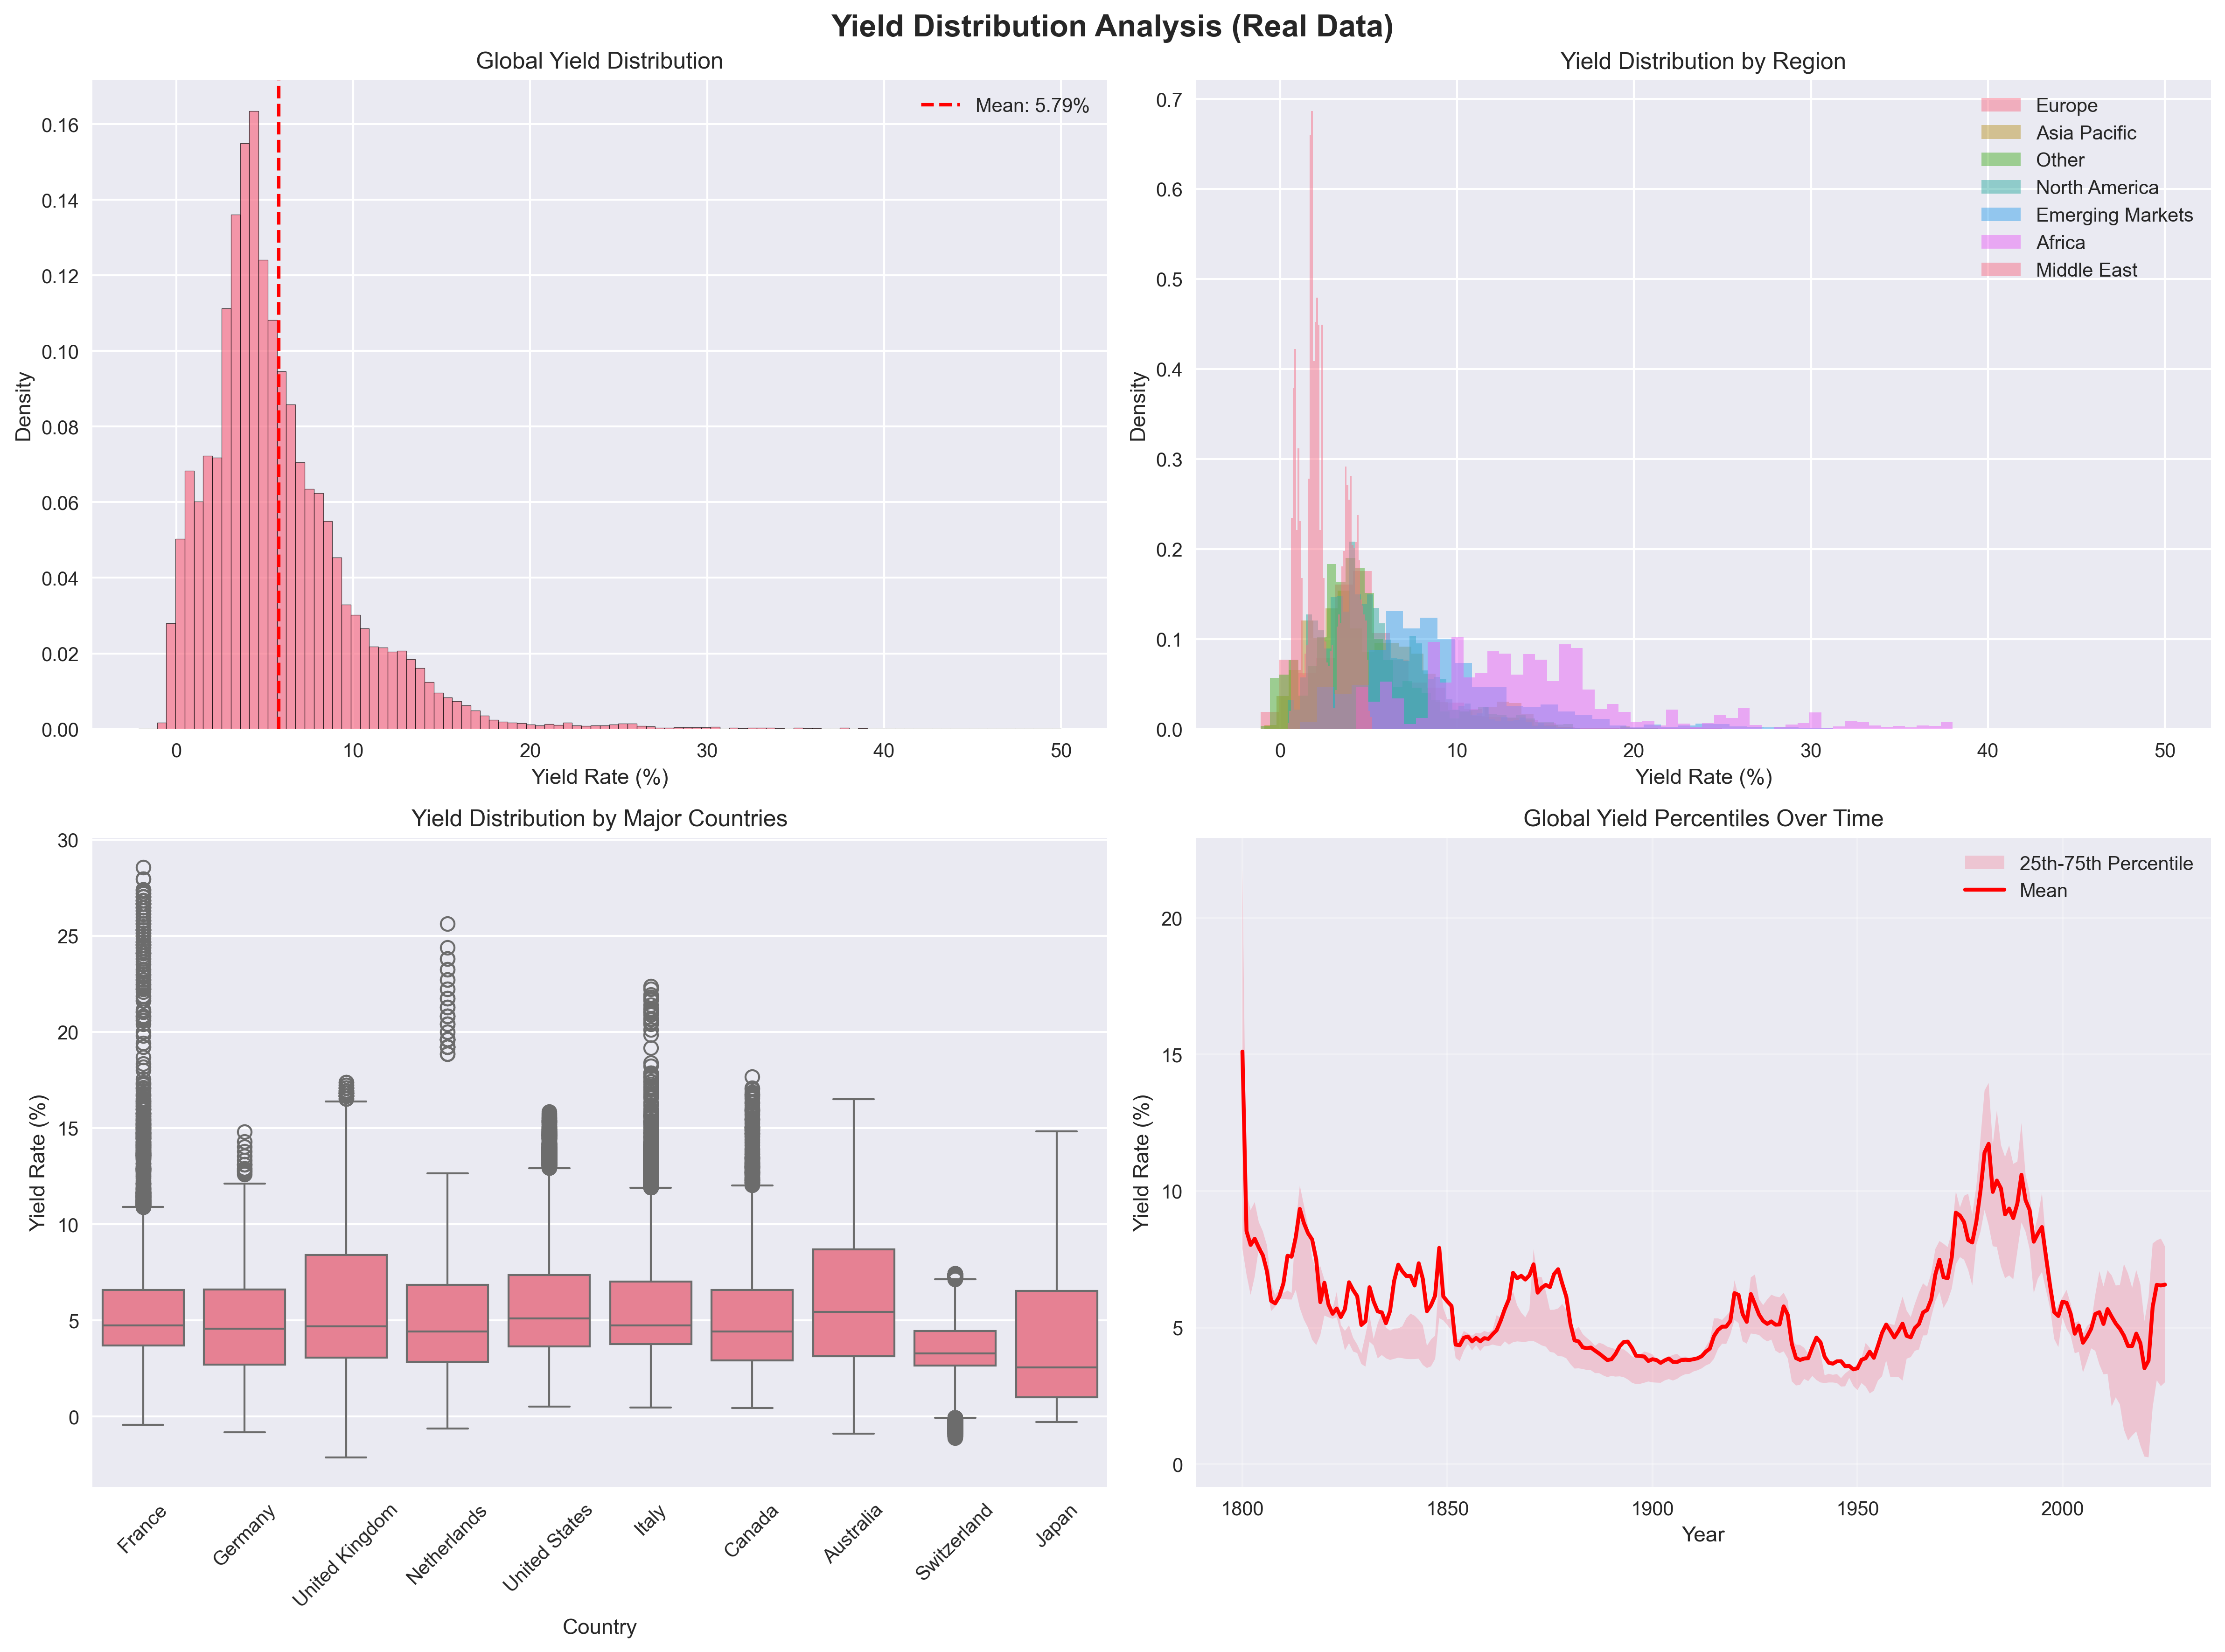 Yield Distribution Analysis (Real Data)
Global Yield Distribution
Mean: 5.79%
Density
0.16
0.14
0.12
0.10
0.08
0.06
0.04
0.02
0.00
0 10 20 30 40 50
Yield Rate (%)
Yield Distribution by Region
Europe
Asia Pacific
Other
North America
Emerging Markets
Africa
Middle East
Density
0.7
0.6
0.5
0.4
0.3
0.2
0.1
0.0
0 10 20 30 40 50
Yield Rate (%)
Yield Distribution by Major Countries
Yield Rate (%)
30
25
20
15
10
5
0
France Germany United Kingdom Netherlands United States Italy Canada Australia Switzerland Japan
Country
Global Yield Percentiles Over Time
25th-75th Percentile
Mean
Yield Rate (%)
20
15
10
5
0
1800 1850 1900 1950 2000
Year